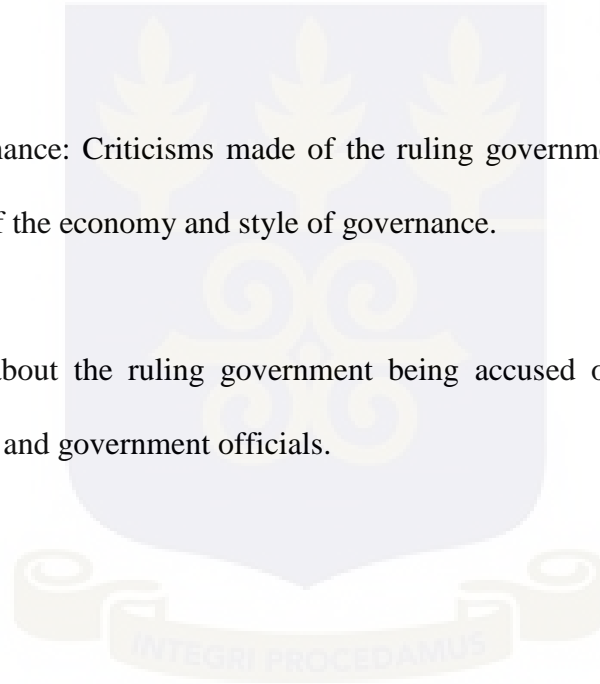 nance: Criticisms made of the ruling governme
f the economy and style of governance.
about the ruling government being accused o
and government officials.
INTEGRI PROCEDAMUS